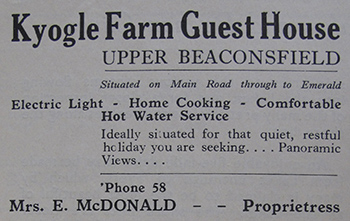 Kyogle Farm Guest House
UPPER BEACONSFIELD
Situated on Main Road through to Emerald
Electric Light - Home Cooking - Comfortable
Hot Water Service
Ideally situated for that quiet, restful
holiday you are seeking. . . . Panoramic
Views. . . .
'Phone 58
Mrs. E. McDONALD - - Proprietress